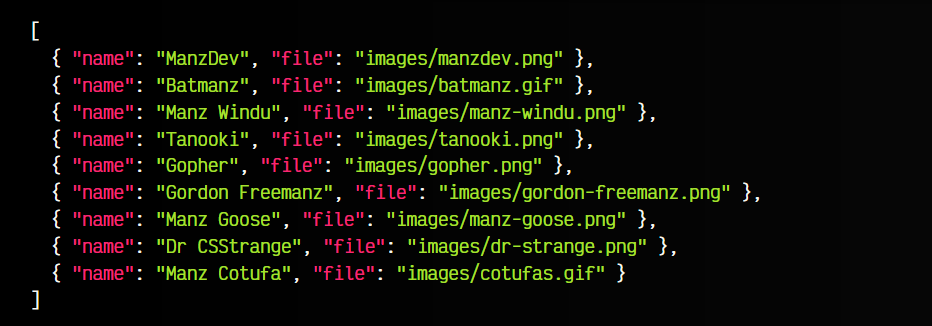 [
{ "name": "ManzDev", "file": "images/manzdev.png" },
{ "name": "Batmanz", "file": "images/batmanz.gif" },
{ "name": "Manz Windu", "file": "images/manz-windu.png" },
{ "name": "Tanooki", "file": "images/tanooki.png" },
{ "name": "Gopher", "file": "images/gopher.png" },
{ "name": "Gordon Freemanz", "file": "images/gordon-freemanz.png" },
{ "name": "Manz Goose", "file": "images/manz-goose.png" },
{ "name": "Dr CSStrange", "file": "images/dr-strange.png" },
{ "name": "Manz Cotufa", "file": "images/cotufas.gif" }
]